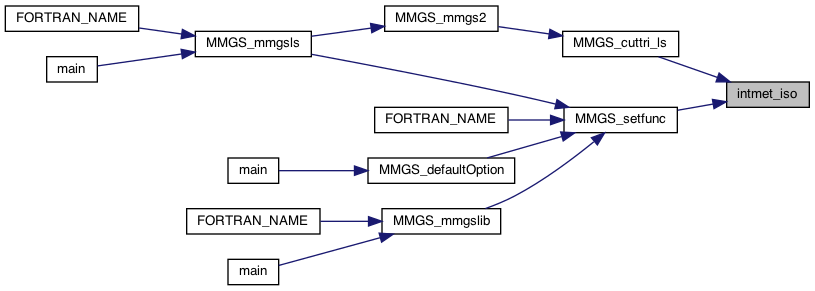 FORTRAN_NAME
MMGS_mmgs2
MMGS_mmgsls
MMGS_cuttri_ls
main
intmet_iso
FORTRAN_NAME
MMGS_setfunc
main
MMGS_defaultOption
FORTRAN_NAME
MMGS_mmgslib
main